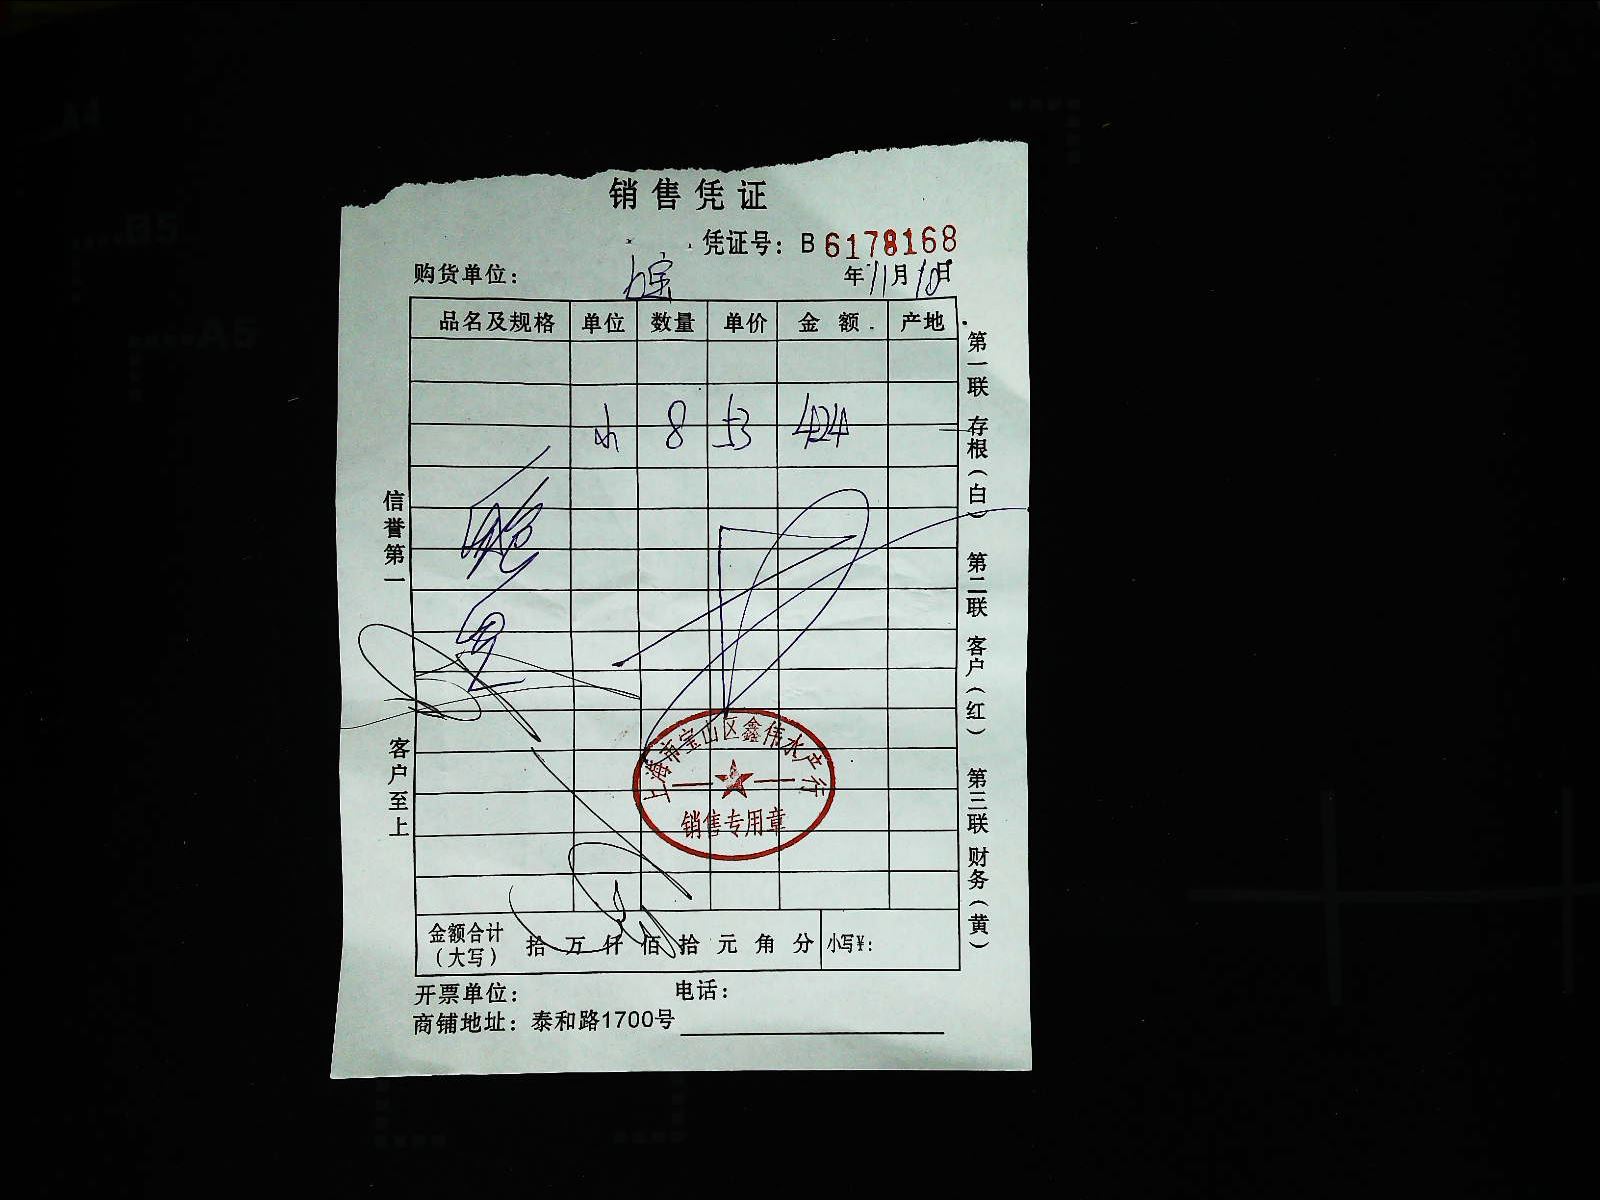 销售凭证
凭证号：B 6178168
购货单位： 年11月10日
品名及规格 单位 数量 单价 金额 产地
小 8 53 424
信誉第一
客户至上
第一联 存根（白） 第二联 客户（红） 第三联 财务（黄）
上海市宝山区鑫伟水产行
销售专用章
金额合计（大写） 拾 万 仟 佰 拾 元 角 分 小写¥：
开票单位： 电话：
商铺地址：泰和路1700号